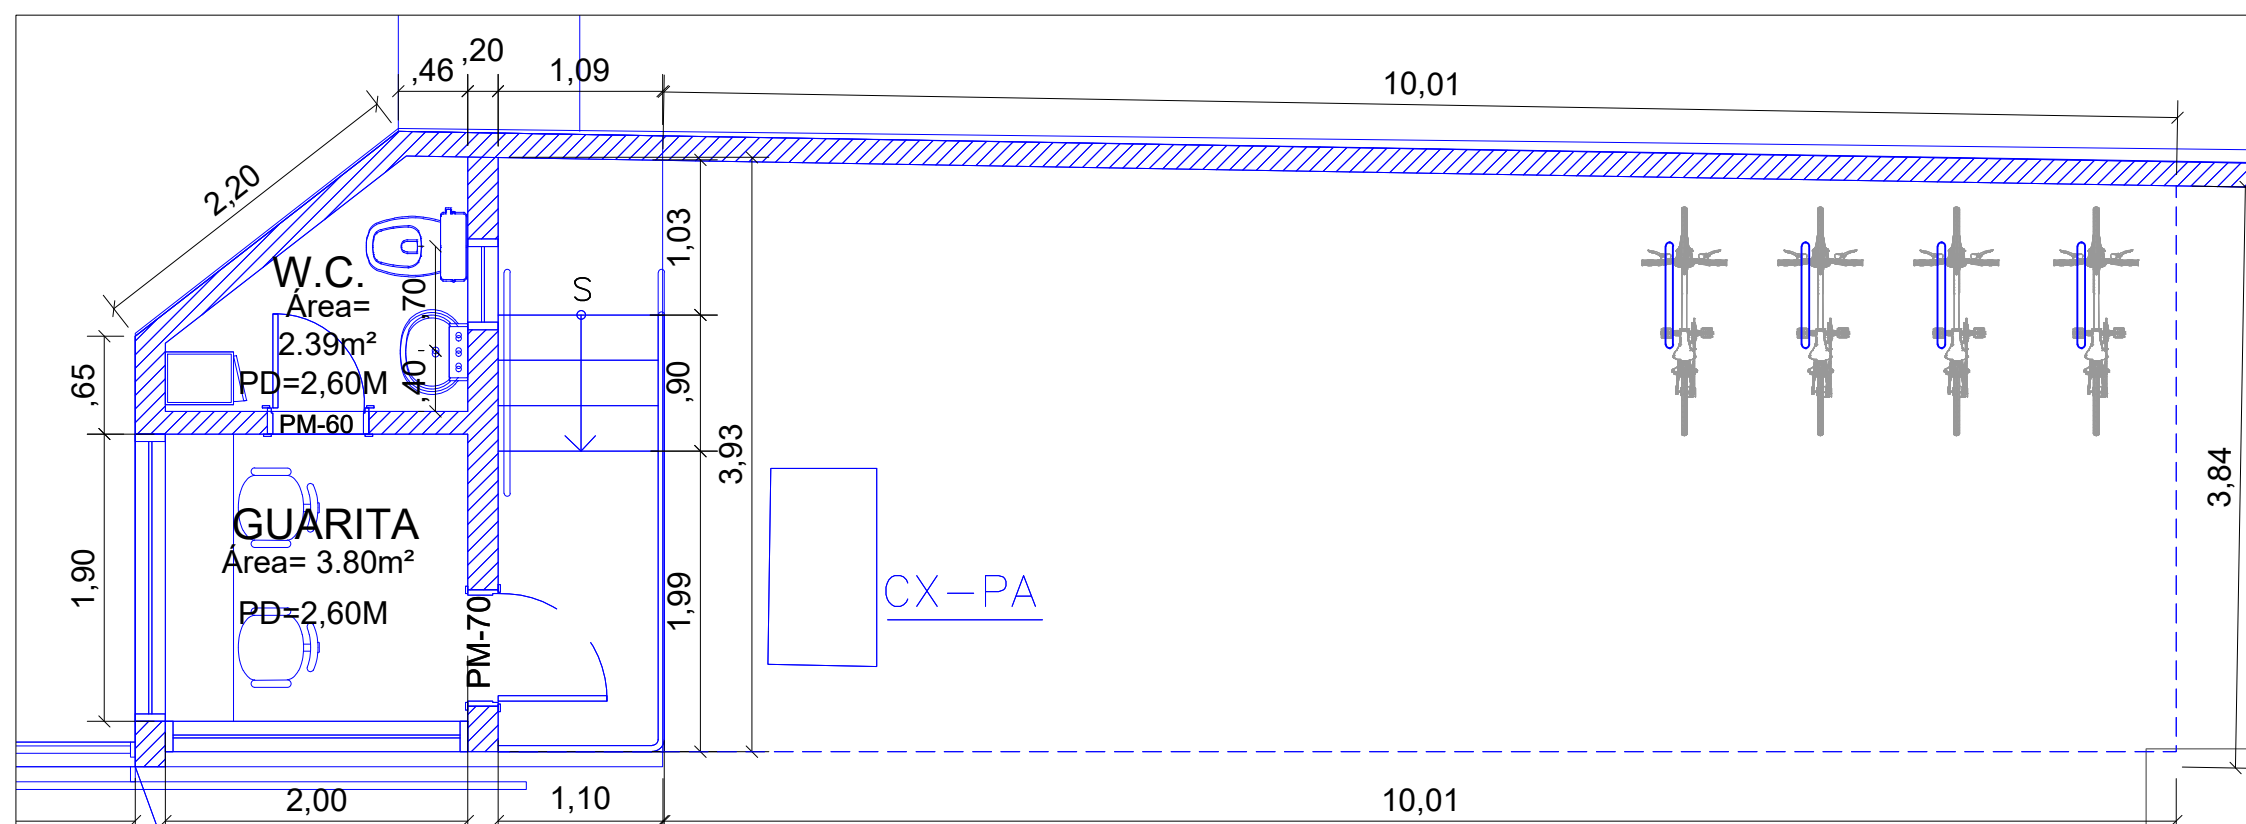 ,46
,20
1,09
10,01
2,20
W.C.
Área=
2.39m²
PD=2,60M
PM-60
,70
,40
S
1,03
,90
3,93
1,99
,65
1,90
GUARITA
Área= 3.80m²
PD=2,60M
PM-70
CX-PA
3,84
2,00
1,10
10,01